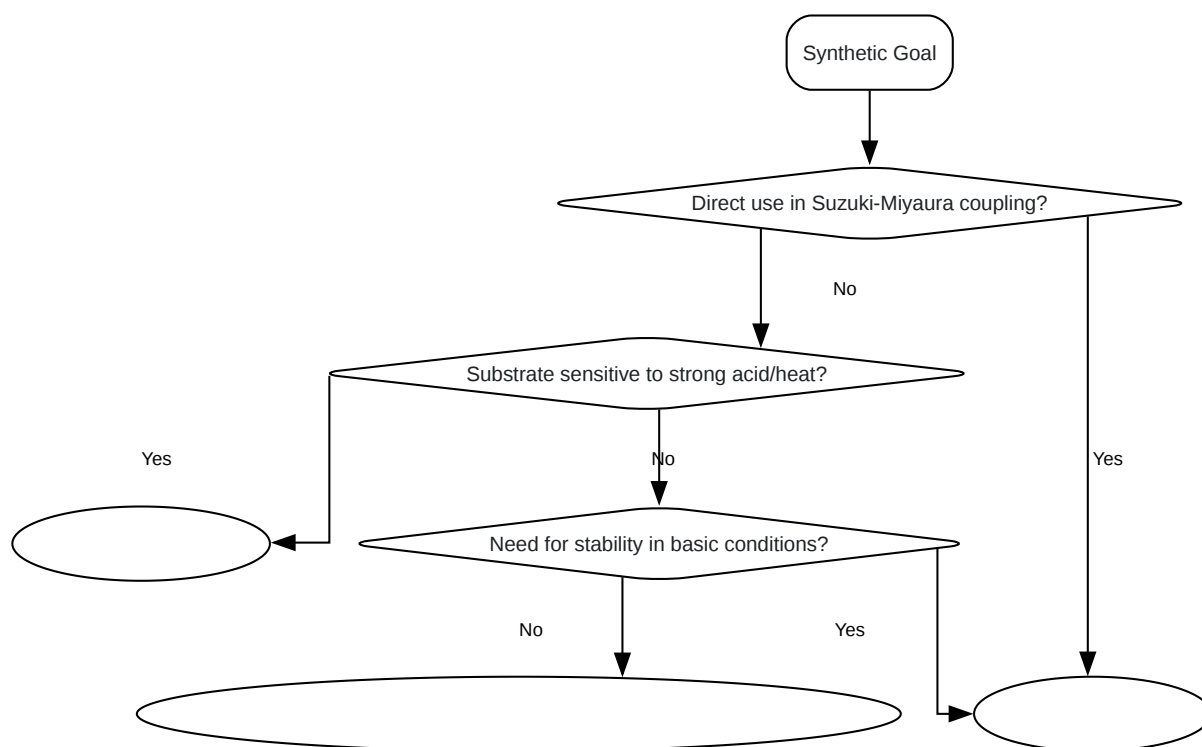 Synthetic Goal
Direct use in Suzuki-Miyaura coupling?
No
Substrate sensitive to strong acid/heat?
Yes
No
Yes
Need for stability in basic conditions?
No
Yes